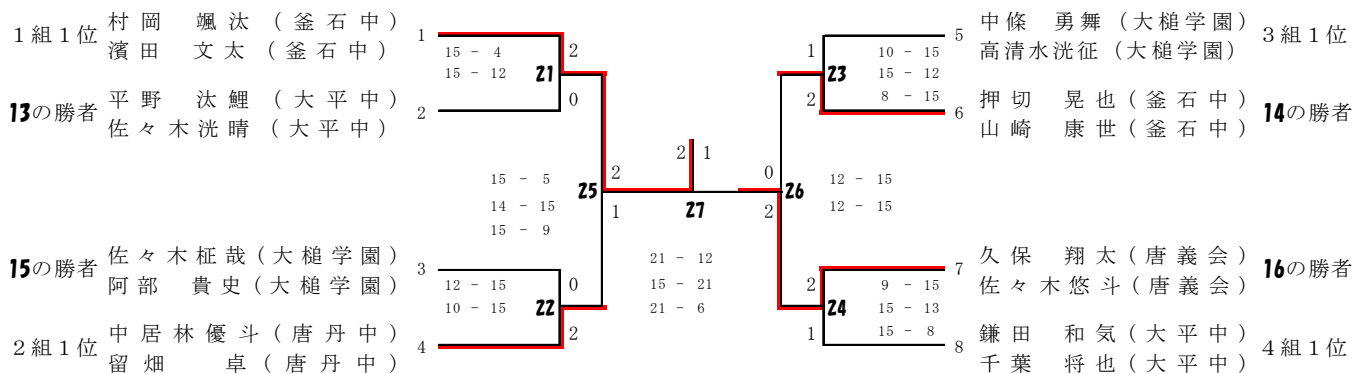 1組1位
村岡 颯汰(釜石中)
濱田 文太(釜石中)
1
13の勝者
平野 汰鯉(大平中)
佐々木洸晴(大平中)
2
15 - 4
15 - 12
21
2
0
15の勝者
佐々木柾哉(大槌学園)
阿部 貴史(大槌学園)
3
2組1位
中居林優斗(唐丹中)
留畑 卓(唐丹中)
4
12 - 15
10 - 15
22
0
2
15 - 5
14 - 15
15 - 9
25
2
1
2 1
27
21 - 12
15 - 21
21 - 6
0
2
26
12 - 15
12 - 15
1
2
23
10 - 15
15 - 12
8 - 15
5
中條 勇舞(大槌学園)
高清水洸征(大槌学園)
3組1位
6
押切 晃也(釜石中)
山崎 康世(釜石中)
14の勝者
2
1
24
9 - 15
15 - 13
15 - 8
7
久保 翔太(唐義会)
佐々木悠斗(唐義会)
16の勝者
8
鎌田 和気(大平中)
千葉 将也(大平中)
4組1位